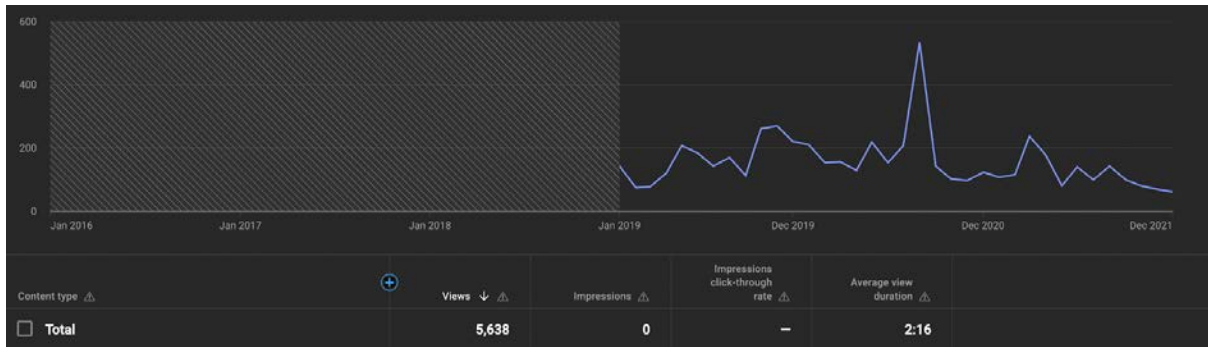 600
400
200
0
Jan 2016 Jan 2017 Jan 2018 Jan 2019 Dec 2019 Dec 2020 Dec 2021
Impressions
click-through
rate
Average view
duration
Content type Views Impressions
Total 5,638 0 – 2:16